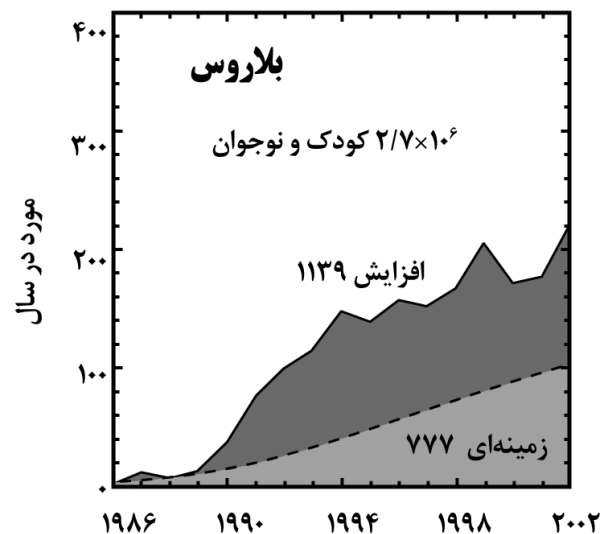 بلاروس
۲/۷×۱۰⁶ کودک و نوجوان
افزایش ۱۱۳۹
زمینه‌ای ۷۷۷
مورد در سال
۴۰۰
۳۰۰
۲۰۰
۱۰۰
۰
۱۹۸۶ ۱۹۹۰ ۱۹۹۴ ۱۹۹۸ ۲۰۰۲